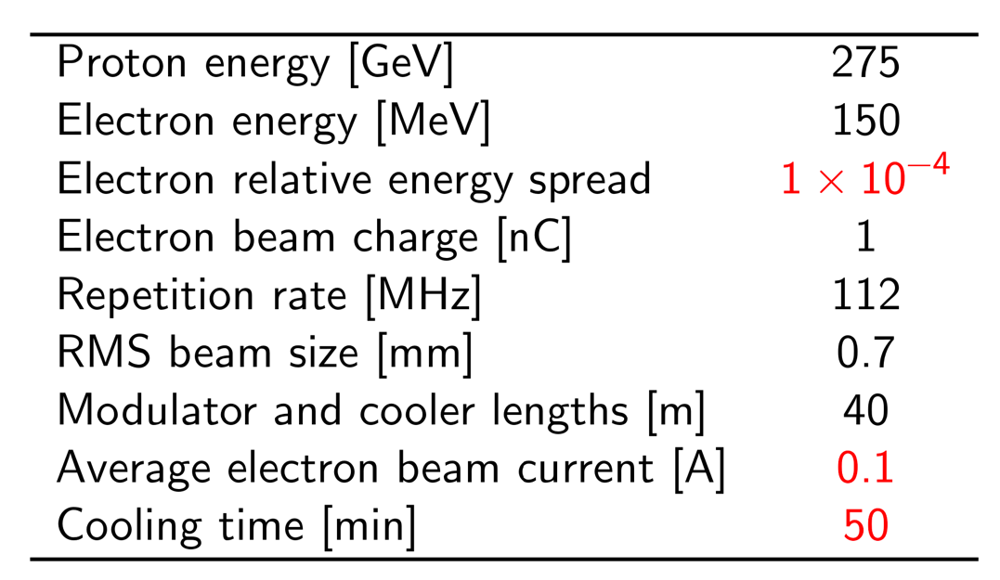 Proton energy [GeV] 275
Electron energy [MeV] 150
Electron relative energy spread 1 × 10⁻⁴
Electron beam charge [nC] 1
Repetition rate [MHz] 112
RMS beam size [mm] 0.7
Modulator and cooler lengths [m] 40
Average electron beam current [A] 0.1
Cooling time [min] 50